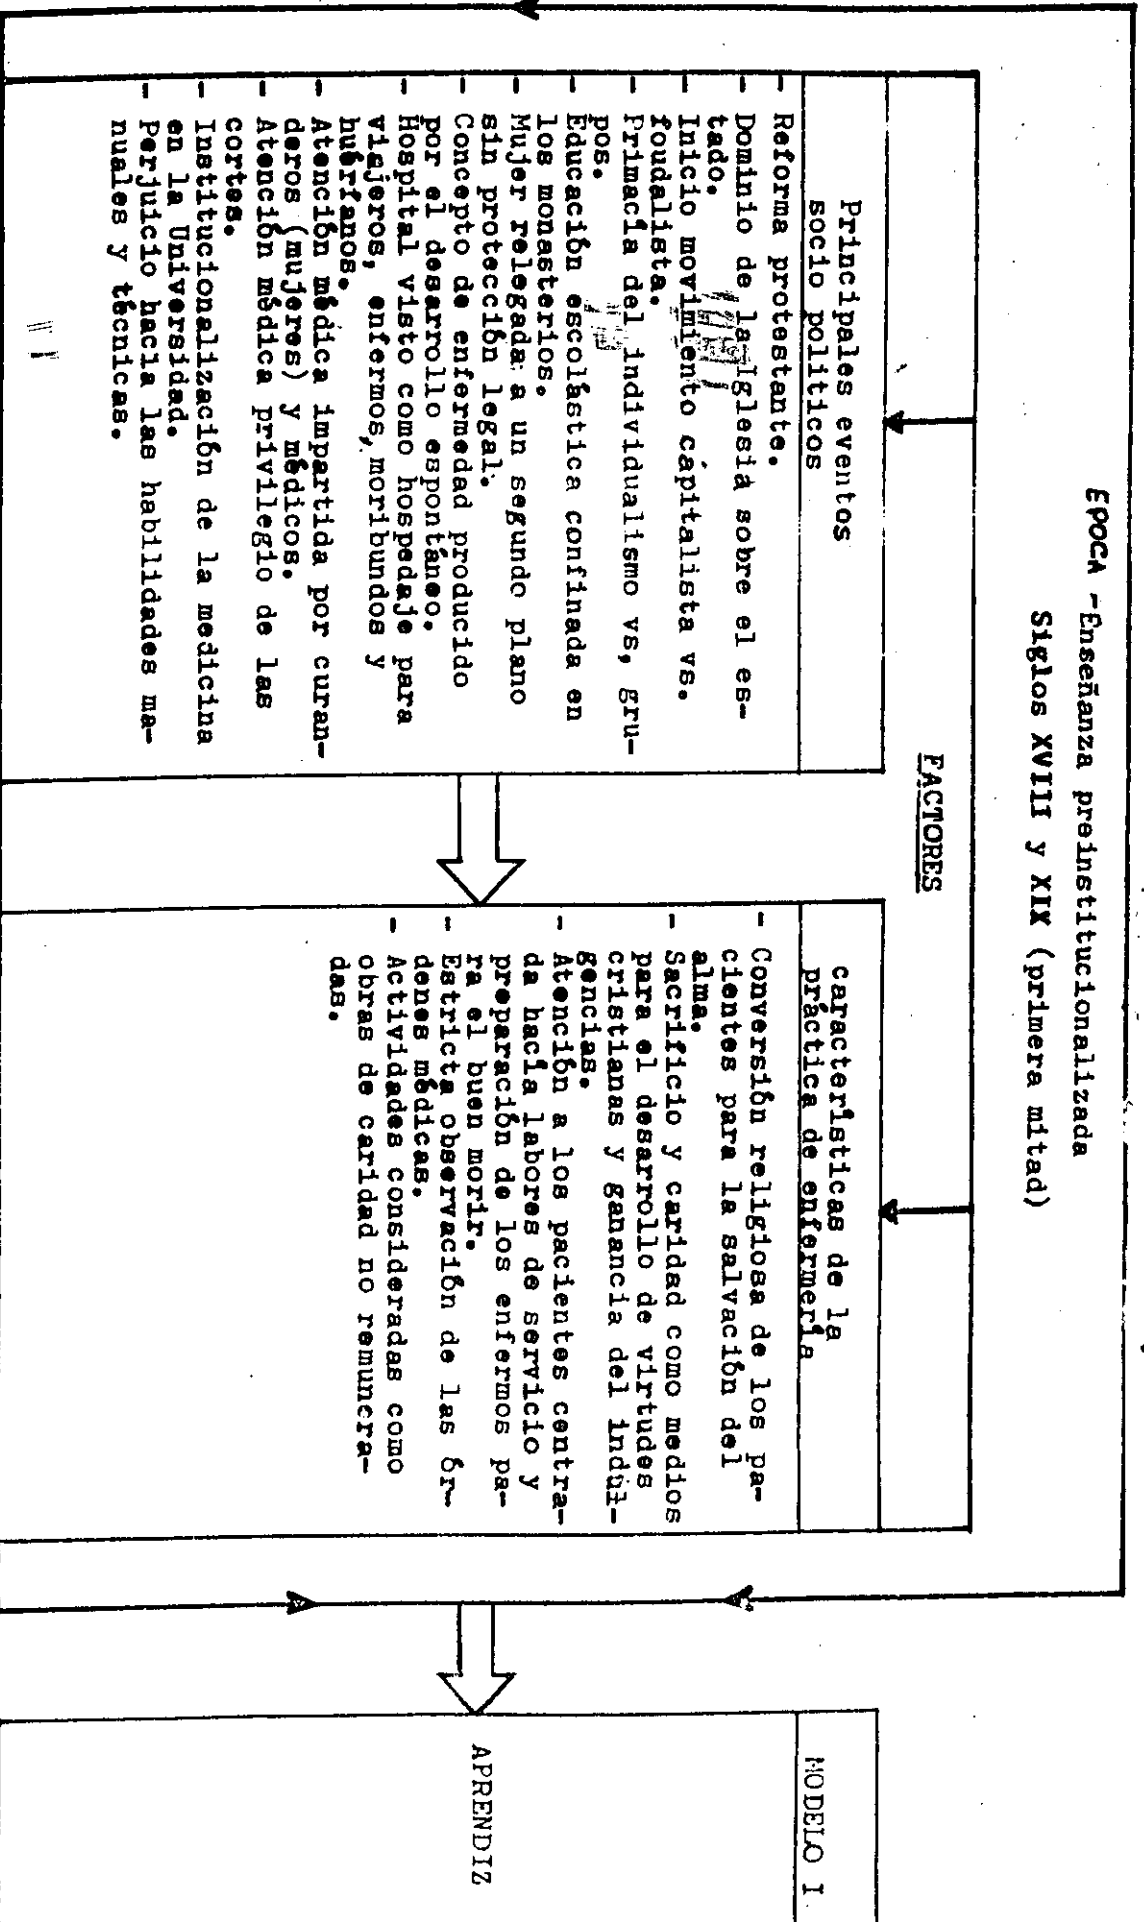 EPOCA - Enseñanza preinstitucionalizada
Siglos XVIII y XIX (primera mitad)
FACTORES
Principales eventos
socio politicos
- Reforma protestante.
- Dominio de la Iglesia sobre el es-
tado.
- Inicio movimiento cápitalista vs.
foudalista.
- Primacía del individualismo vs, gru-
pos.
- Educación escolástica confinada en
los monasterios.
- Mujer relegada a un segundo plano
sin protección legal.
- Concepto de enfermedad producido
por el desarrollo espontáneo.
- Hospital visto como hospedaje para
viajeros, enfermos, moribundos y
huérfanos.
- Atención médica impartida por curan-
deros (mujeres) y médicos.
- Atención médica privilegio de las
cortes.
- Institucionalización de la medicina
en la Universidad.
- Perjuicio hacia las habilidades ma-
nuales y técnicas.
características de la
práctica de enfermería
- Conversión religiosa de los pa-
cientes para la salvación del
alma.
- Sacrificio y caridad como medios
para el desarrollo de virtudes
cristianas y ganancia del indúl-
gencias.
- Atención a los pacientes centra-
da hacía labores de servicio y
preparación de los enfermos pa-
ra el buen morir.
- Estricta observación de las ór-
denes médicas.
- Actividades consideradas como
obras de caridad no remunera-
das.
MODELO I
APRENDIZ